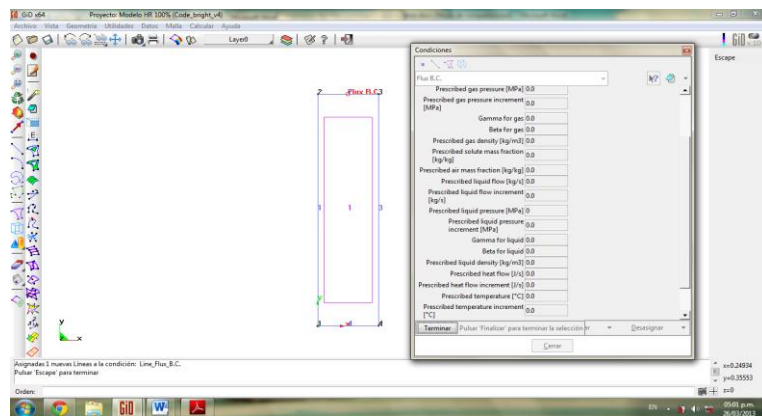 GiD x64 Proyecto: Modelo HR 100% (Code_bright_v4)
Archivo Vista Geometría Utilidades Datos Malla Calcular Ayuda
Layer0
Escape
Condiciones
Flux B.C.
Prescribed gas pressure [MPa] 0.0
Prescribed gas pressure increment [MPa] 0.0
Gamma for gas 0.0
Beta for gas 0.0
Prescribed gas density [kg/m3] 0.0
Prescribed solute mass fraction [kg/kg] 0.0
Prescribed air mass fraction [kg/kg] 0.0
Prescribed liquid flow [kg/s] 0.0
Prescribed liquid flow increment [kg/s] 0.0
Prescribed liquid pressure [MPa] 0
Prescribed liquid pressure increment [MPa] 0.0
Gamma for liquid 0.0
Beta for liquid 0.0
Prescribed liquid density [kg/m3] 0.0
Prescribed heat flow [J/s] 0.0
Prescribed heat flow increment [J/s] 0.0
Prescribed temperature [°C] 0.0
Prescribed temperature increment [°C] 0.0
Terminar Pulsar 'Finalizar' para terminar la selección Desasignar
Cerrar
2 Flux B.C. 3
1 1 3
y
x
Asignadas 1 nuevas Líneas a la condición: Line_Flux_B.C.
Pulsar 'Escape' para terminar
Orden:
x=0.24934
y=0.35553
z=0
EN 05:01 p.m.
26/03/2013